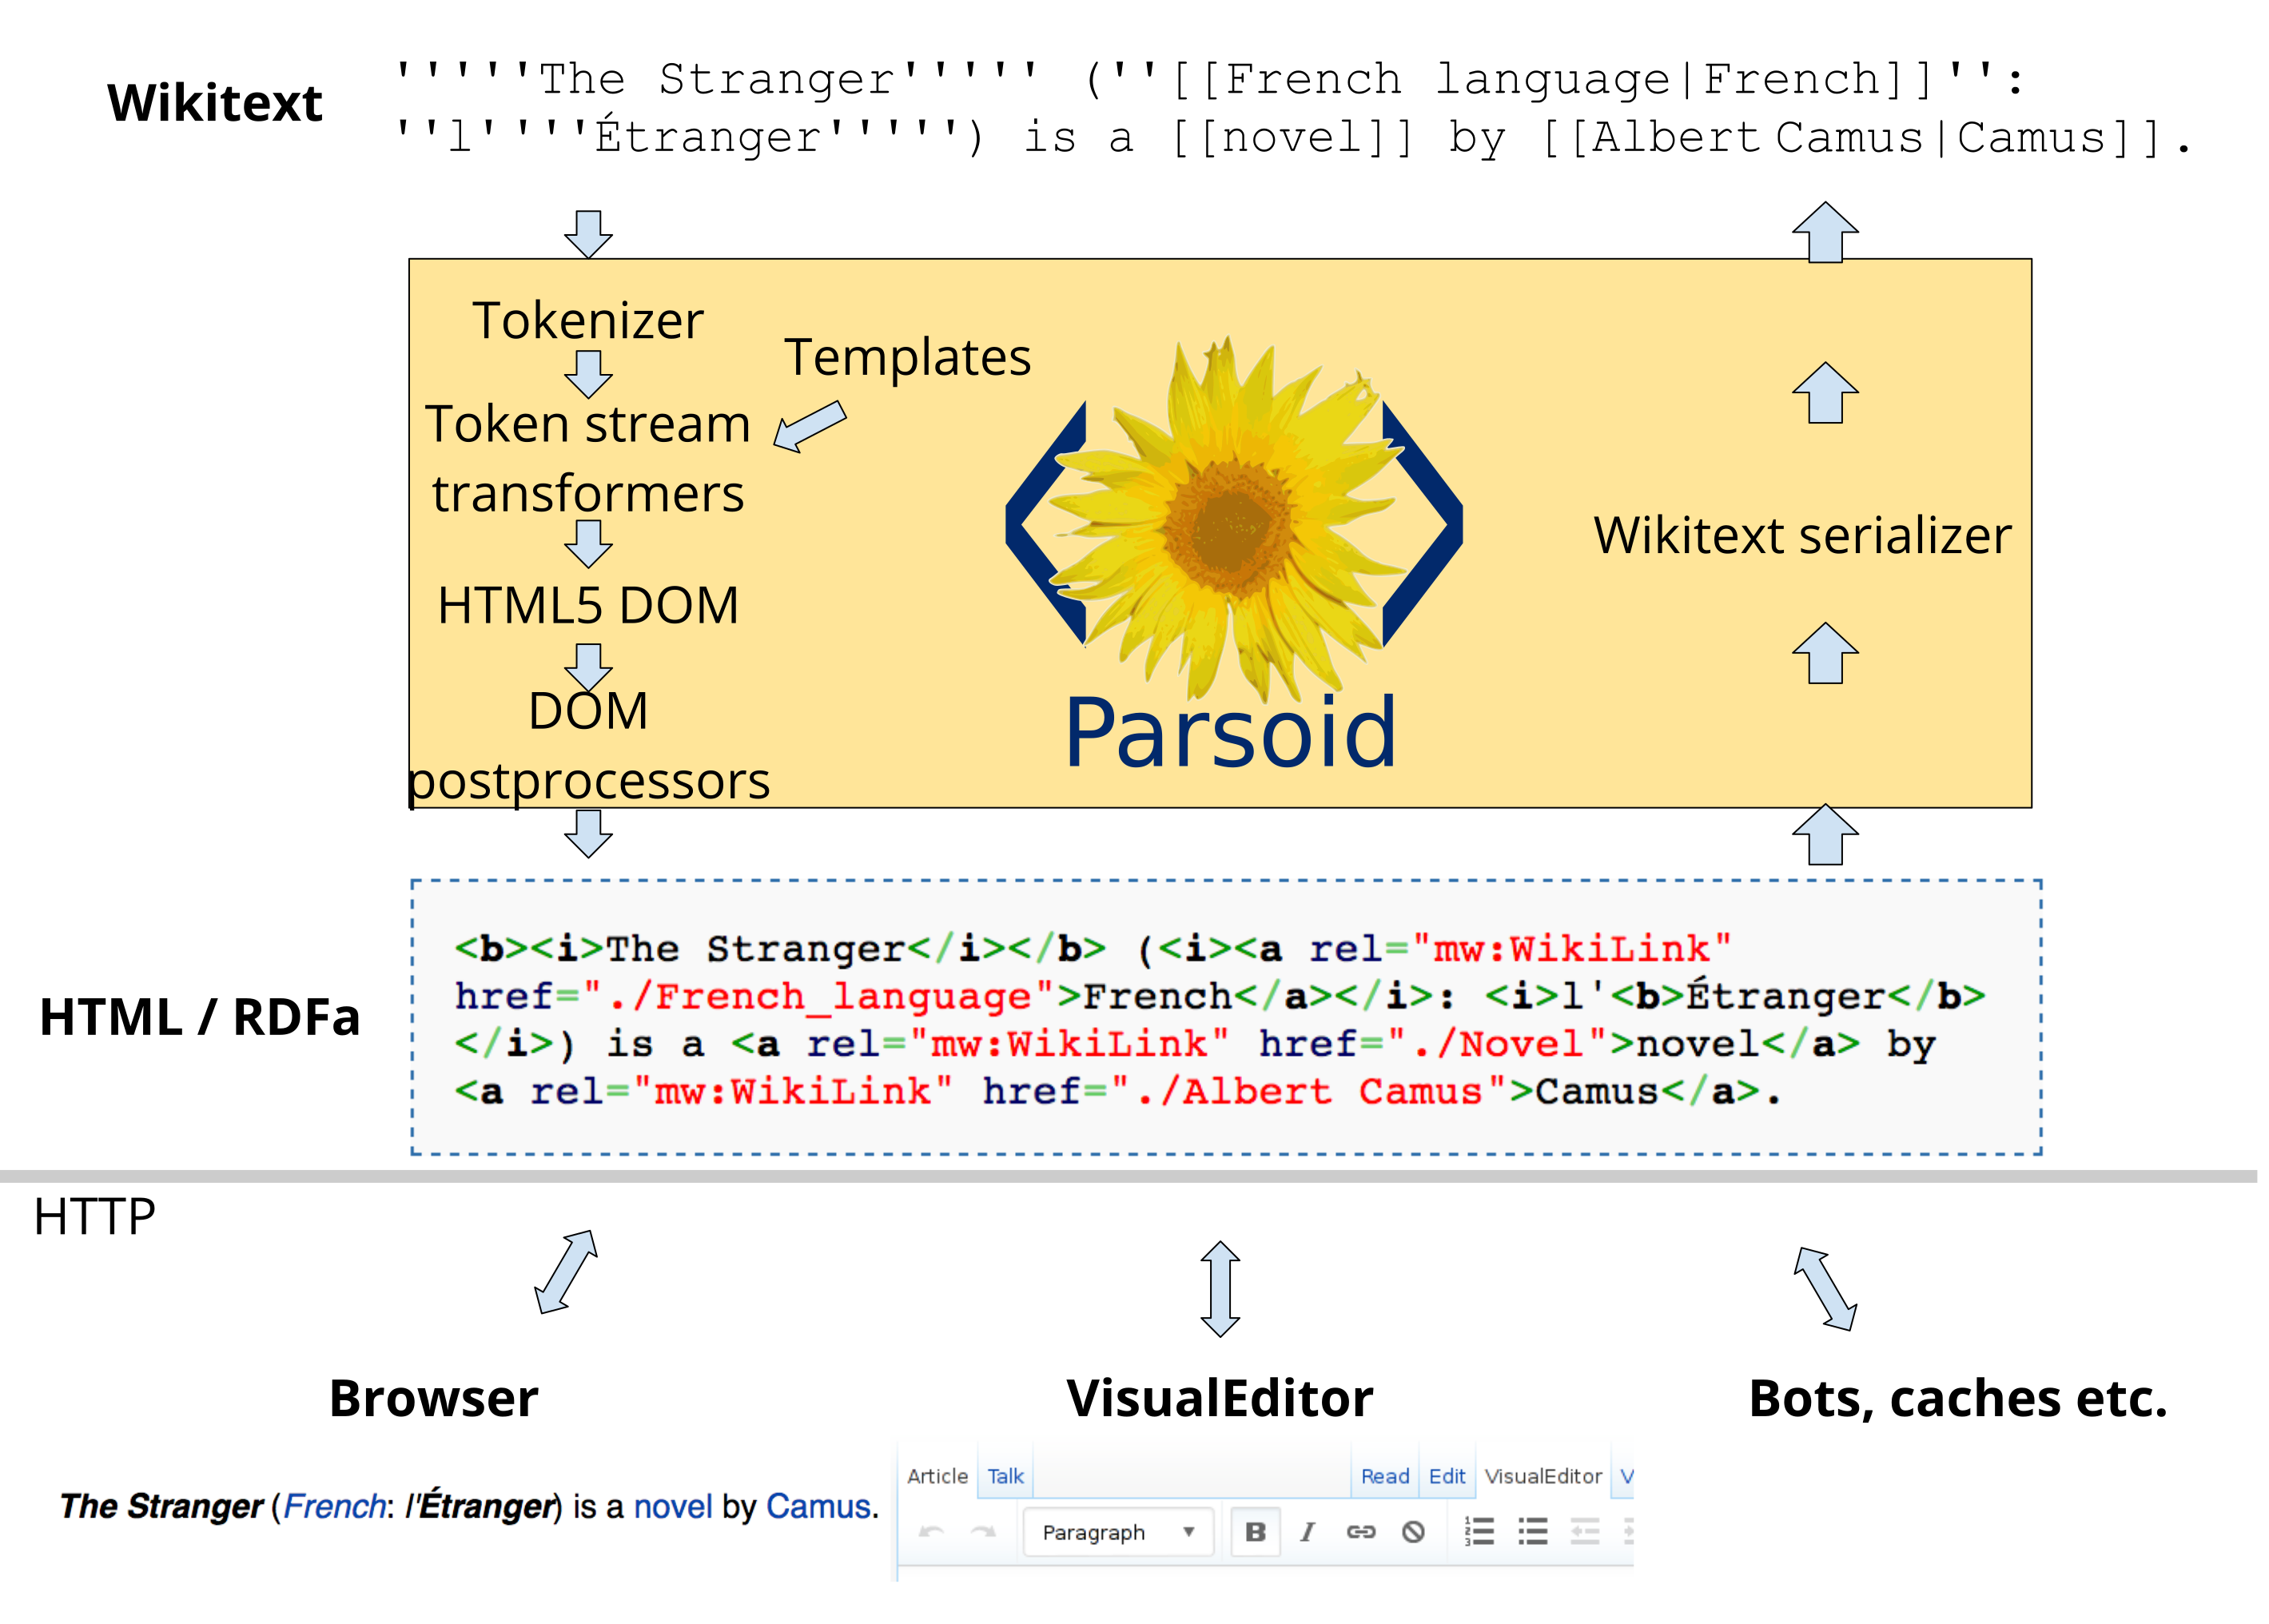 Wikitext
'''''The Stranger''''' (''[[French language|French]]'':
''l''''Étranger''''') is a [[novel]] by [[Albert Camus|Camus]].
Tokenizer
Templates
Token stream
transformers
HTML5 DOM
DOM
postprocessors
Parsoid
Wikitext serializer
HTML / RDFa
<b><i>The Stranger</i></b> (<i><a rel="mw:WikiLink"
href="./French_language">French</a></i>: <i>l'<b>Étranger</b>
</i>) is a <a rel="mw:WikiLink" href="./Novel">novel</a> by
<a rel="mw:WikiLink" href="./Albert Camus">Camus</a>.
HTTP
Browser
VisualEditor
Bots, caches etc.
The Stranger (French: l'Étranger) is a novel by Camus.
Article Talk Read Edit VisualEditor V
Paragraph B I